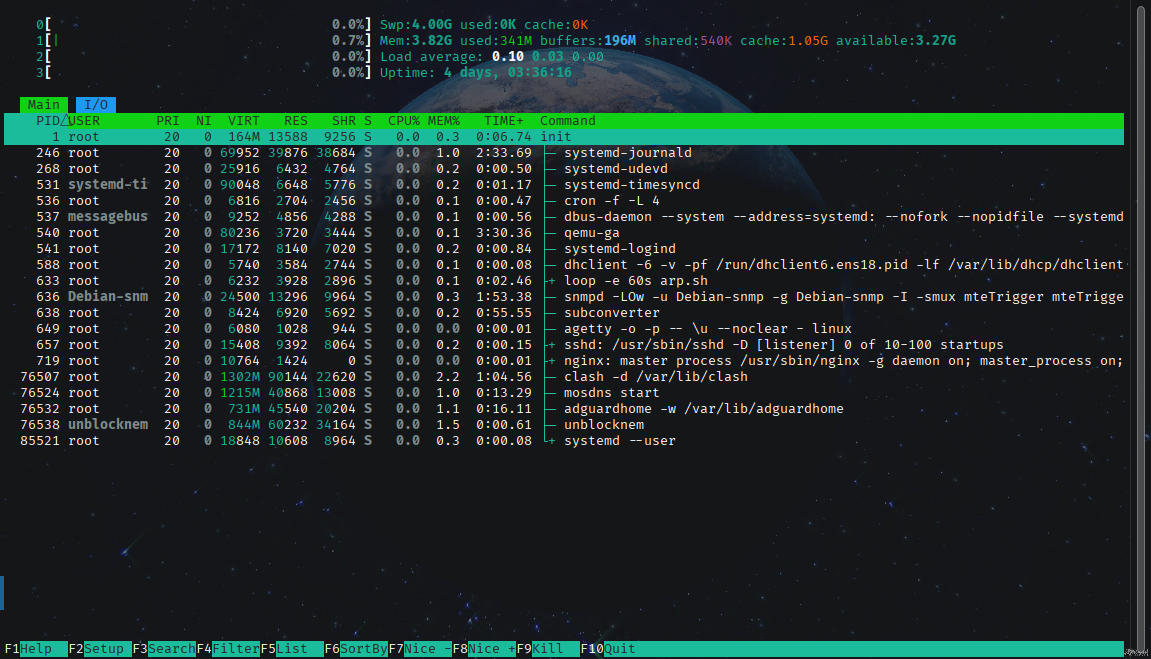 0[ 0.0%] Swp:4.00G used:0K cache:0K
1[| 0.7%] Mem:3.82G used:341M buffers:196M shared:540K cache:1.05G available:3.27G
2[ 0.0%] Load average: 0.10 0.03 0.00
3[ 0.0%] Uptime: 4 days, 03:36:16
Main I/O
PID△USER PRI NI VIRT RES SHR S CPU% MEM% TIME+ Command
1 root 20 0 164M 13588 9256 S 0.0 0.3 0:06.74 init
246 root 20 0 69952 39876 38684 S 0.0 1.0 2:33.69 ├─ systemd-journald
268 root 20 0 25916 6432 4764 S 0.0 0.2 0:00.50 ├─ systemd-udevd
531 systemd-ti 20 0 90048 6648 5776 S 0.0 0.2 0:01.17 ├─ systemd-timesyncd
536 root 20 0 6816 2704 2456 S 0.0 0.1 0:00.47 ├─ cron -f -L 4
537 messagebus 20 0 9252 4856 4288 S 0.0 0.1 0:00.56 ├─ dbus-daemon --system --address=systemd: --nofork --nopidfile --systemd
540 root 20 0 80236 3720 3444 S 0.0 0.1 3:30.36 ├─ qemu-ga
541 root 20 0 17172 8140 7020 S 0.0 0.2 0:00.84 ├─ systemd-logind
588 root 20 0 5740 3584 2744 S 0.0 0.1 0:00.08 ├─ dhclient -6 -v -pf /run/dhclient6.ens18.pid -lf /var/lib/dhcp/dhclient
633 root 20 0 6232 3928 2896 S 0.0 0.1 0:02.46 ├+ loop -e 60s arp.sh
636 Debian-snm 20 0 24500 13296 9964 S 0.0 0.3 1:53.38 ├─ snmpd -LOw -u Debian-snmp -g Debian-snmp -I -smux mteTrigger mteTrigge
638 root 20 0 8424 6920 5692 S 0.0 0.2 0:55.55 ├─ subconverter
649 root 20 0 6080 1028 944 S 0.0 0.0 0:00.01 ├─ agetty -o -p -- \u --noclear - linux
657 root 20 0 15408 9392 8064 S 0.0 0.2 0:00.15 ├+ sshd: /usr/sbin/sshd -D [listener] 0 of 10-100 startups
719 root 20 0 10764 1424 0 S 0.0 0.0 0:00.01 ├+ nginx: master process /usr/sbin/nginx -g daemon on; master_process on;
76507 root 20 0 1302M 90144 22620 S 0.0 2.2 1:04.56 ├─ clash -d /var/lib/clash
76524 root 20 0 1215M 40868 13008 S 0.0 1.0 0:13.29 ├─ mosdns start
76532 root 20 0 731M 45540 20204 S 0.0 1.1 0:16.11 ├─ adguardhome -w /var/lib/adguardhome
76538 unblocknem 20 0 844M 60232 34164 S 0.0 1.5 0:00.61 ├─ unblocknem
85521 root 20 0 18848 10608 8964 S 0.0 0.3 0:00.08 └+ systemd --user
F1Help F2Setup F3SearchF4FilterF5List F6SortByF7Nice -F8Nice +F9Kill F10Quit